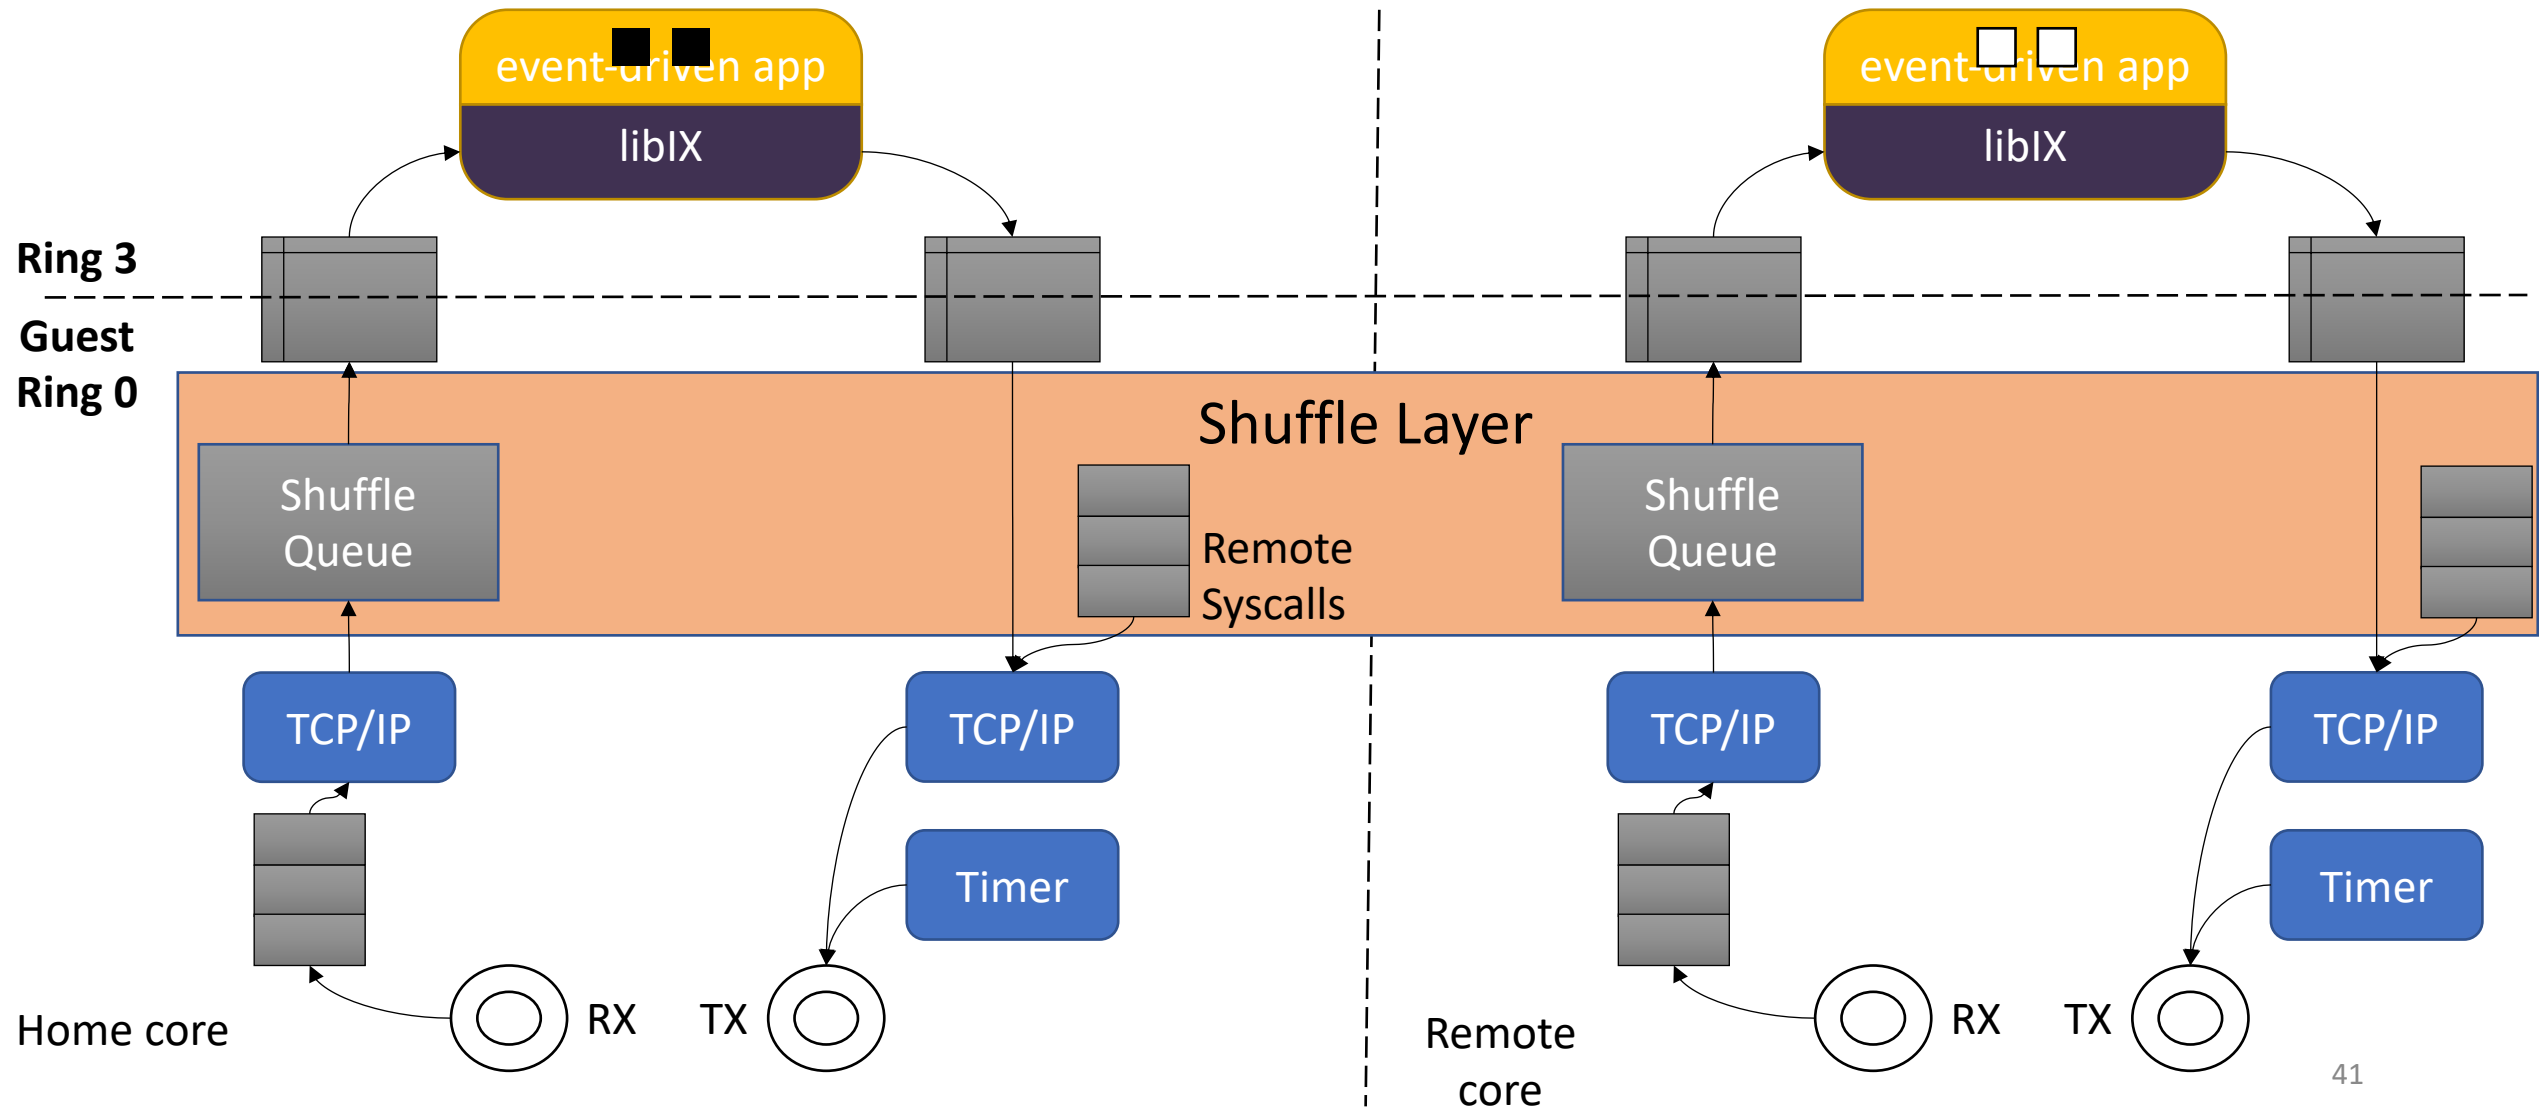 event-driven app
libIX
event-driven app
libIX
Ring 3
Guest
Ring 0
Shuffle Layer
Shuffle
Queue
Remote
Syscalls
Shuffle
Queue
TCP/IP
TCP/IP
TCP/IP
TCP/IP
Timer
Timer
Home core
RX
TX
Remote
core
RX
TX
41